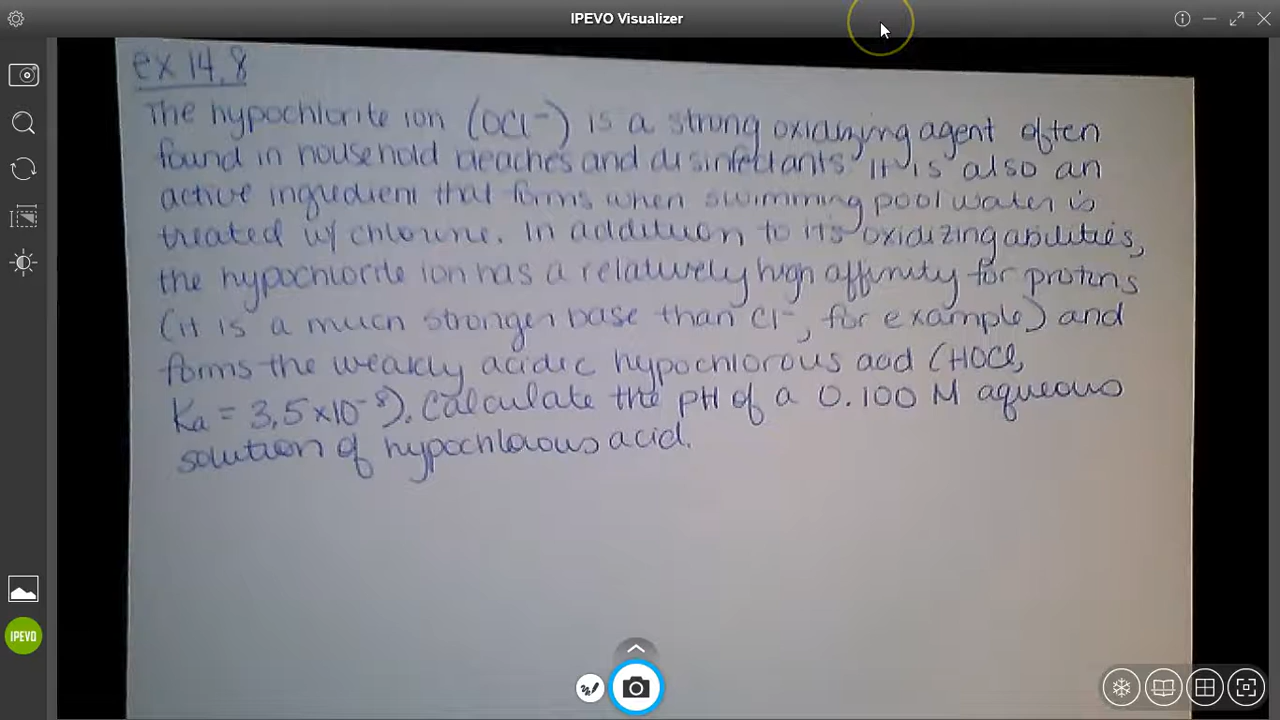 IPEVO Visualizer
ex 14.8
The hypochlorite ion (OCl⁻) is a strong oxidizing agent often
found in household bleaches and disinfectants. It is also an
active ingredient that forms when swimming pool water is
treated w/ chlorine. In addition to its oxidizing abilities,
the hypochlorite ion has a relatively high affinity for protons
(it is a much stronger base than Cl⁻, for example) and
forms the weakly acidic hypochlorous acid (HOCl,
Ka = 3.5×10⁻⁸). Calculate the pH of a 0.100 M aqueous
solution of hypochlorous acid.
IPEVO